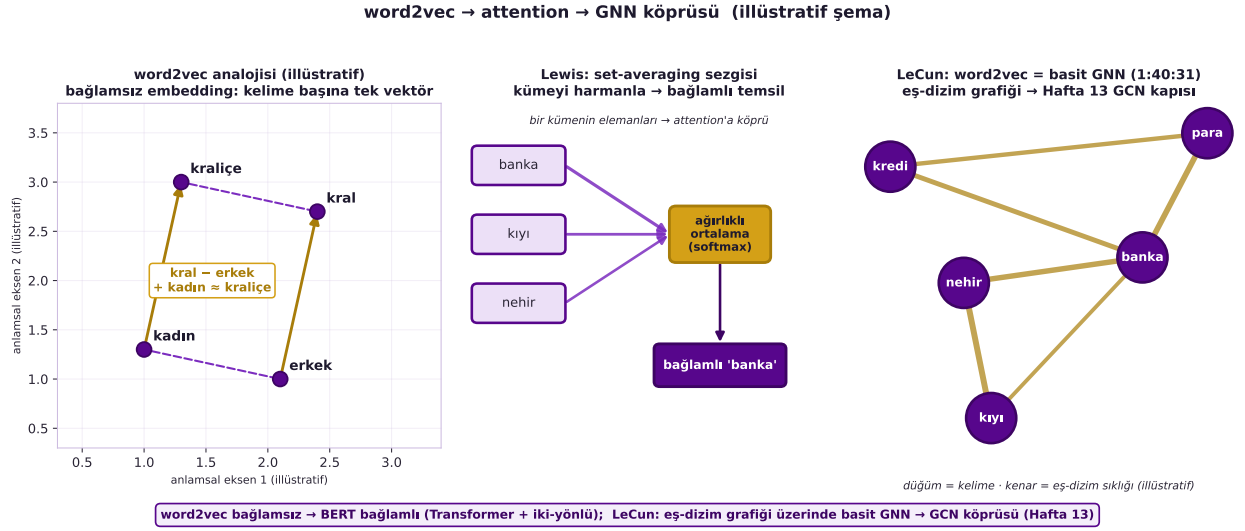 word2vec → attention → GNN köprüsü  (illüstratif şema)
word2vec analojisi (illüstratif)
bağlamsız embedding: kelime başına tek vektör
anlamsal eksen 2 (illüstratif)
3.5
3.0
2.5
2.0
1.5
1.0
0.5
kraliçe
kral
kral − erkek
+ kadın ≈ kraliçe
kadın
erkek
0.5
1.0
1.5
2.0
2.5
3.0
anlamsal eksen 1 (illüstratif)
Lewis: set-averaging sezgisi
kümeyi harmanla → bağlamlı temsil
bir kümenin elemanları → attention'a köprü
banka
kıyı
nehir
ağırlıklı
ortalama
(softmax)
bağlamlı 'banka'
LeCun: word2vec = basit GNN (1:40:31)
eş-dizim grafiği → Hafta 13 GCN kapısı
para
kredi
banka
nehir
kıyı
düğüm = kelime · kenar = eş-dizim sıklığı (illüstratif)
word2vec bağlamsız → BERT bağlamlı (Transformer + iki-yönlü);  LeCun: eş-dizim grafiği üzerinde basit GNN → GCN köprüsü (Hafta 13)